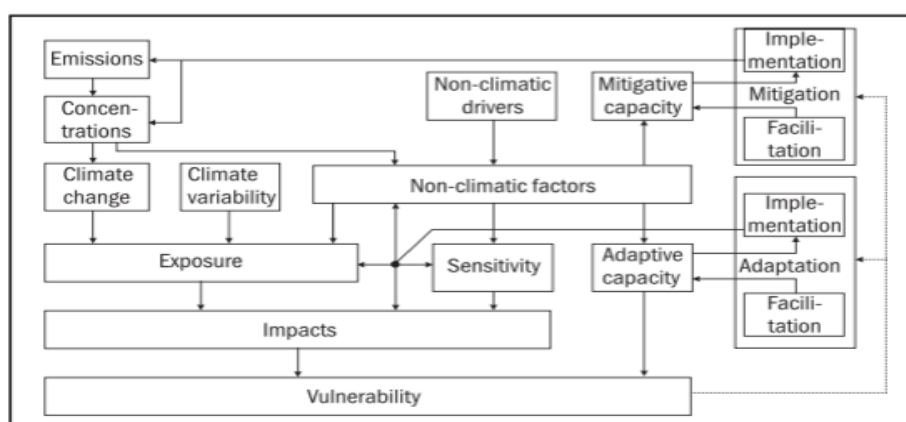 Emissions
Concen-
trations
Climate
change
Climate
variability
Non-climatic
drivers
Mitigative
capacity
Imple-
mentation
Mitigation
Facili-
tation
Non-climatic factors
Exposure
Sensitivity
Adaptive
capacity
Imple-
mentation
Adaptation
Facili-
tation
Impacts
Vulnerability